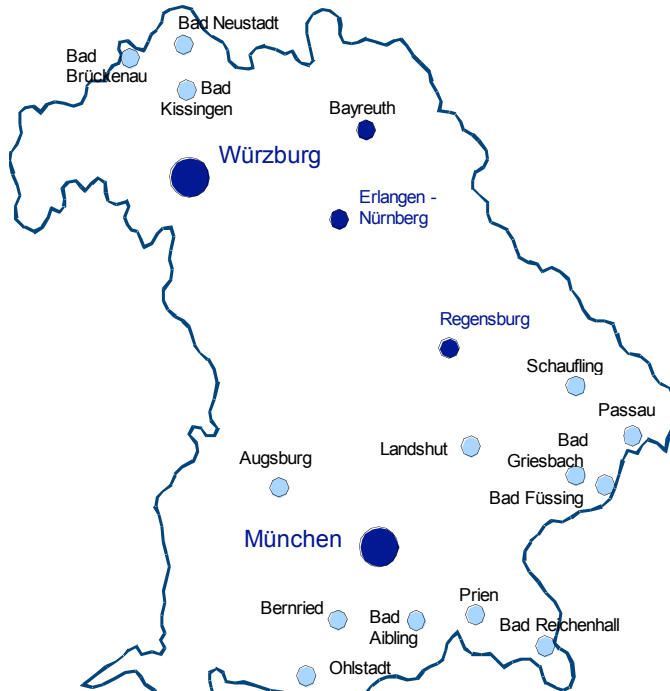 Bad Neustadt
Bad
Brückenau
Bad
Kissingen
Bayreuth
Würzburg
Erlangen -
Nürnberg
Regensburg
Schaufling
Passau
Bad
Griesbach
Landshut
Augsburg
Bad Füssing
München
Prien
Bernried
Bad
Aibling
Bad Reichenhall
Ohlstadt